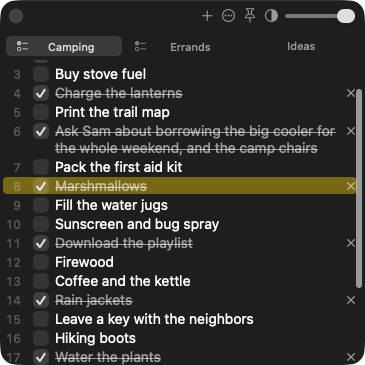 Camping
Errands
Ideas
3 Buy stove fuel
4 Charge the lanterns
5 Print the trail map
6 Ask Sam about borrowing the big cooler for
the whole weekend, and the camp chairs
7 Pack the first aid kit
8 Marshmallows
9 Fill the water jugs
10 Sunscreen and bug spray
11 Download the playlist
12 Firewood
13 Coffee and the kettle
14 Rain jackets
15 Leave a key with the neighbors
16 Hiking boots
17 Water the plants